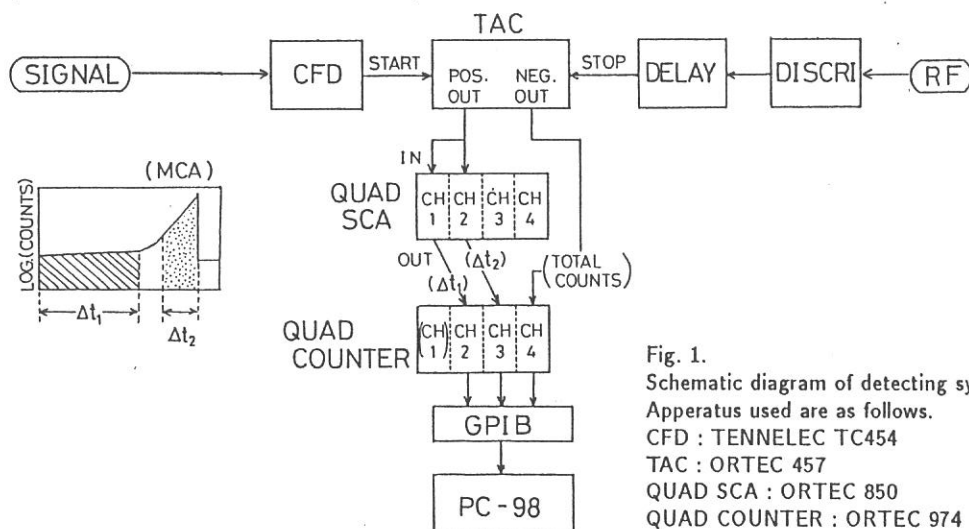 TAC
SIGNAL
CFD
START
POS. OUT
NEG. OUT
STOP
DELAY
DISCRI
RF
(MCA)
LOG.(COUNTS)
Δt₁
Δt₂
IN
QUAD
SCA
CH 1
CH 2
CH 3
CH 4
OUT
(Δt₁)
(Δt₂)
(TOTAL
COUNTS)
QUAD
COUNTER
(CH 1)
CH 2
CH 3
CH 4
GPIB
PC-98
Fig. 1.
Schematic diagram of detecting sy
Apperatus used are as follows.
CFD : TENNELEC TC454
TAC : ORTEC 457
QUAD SCA : ORTEC 850
QUAD COUNTER : ORTEC 974